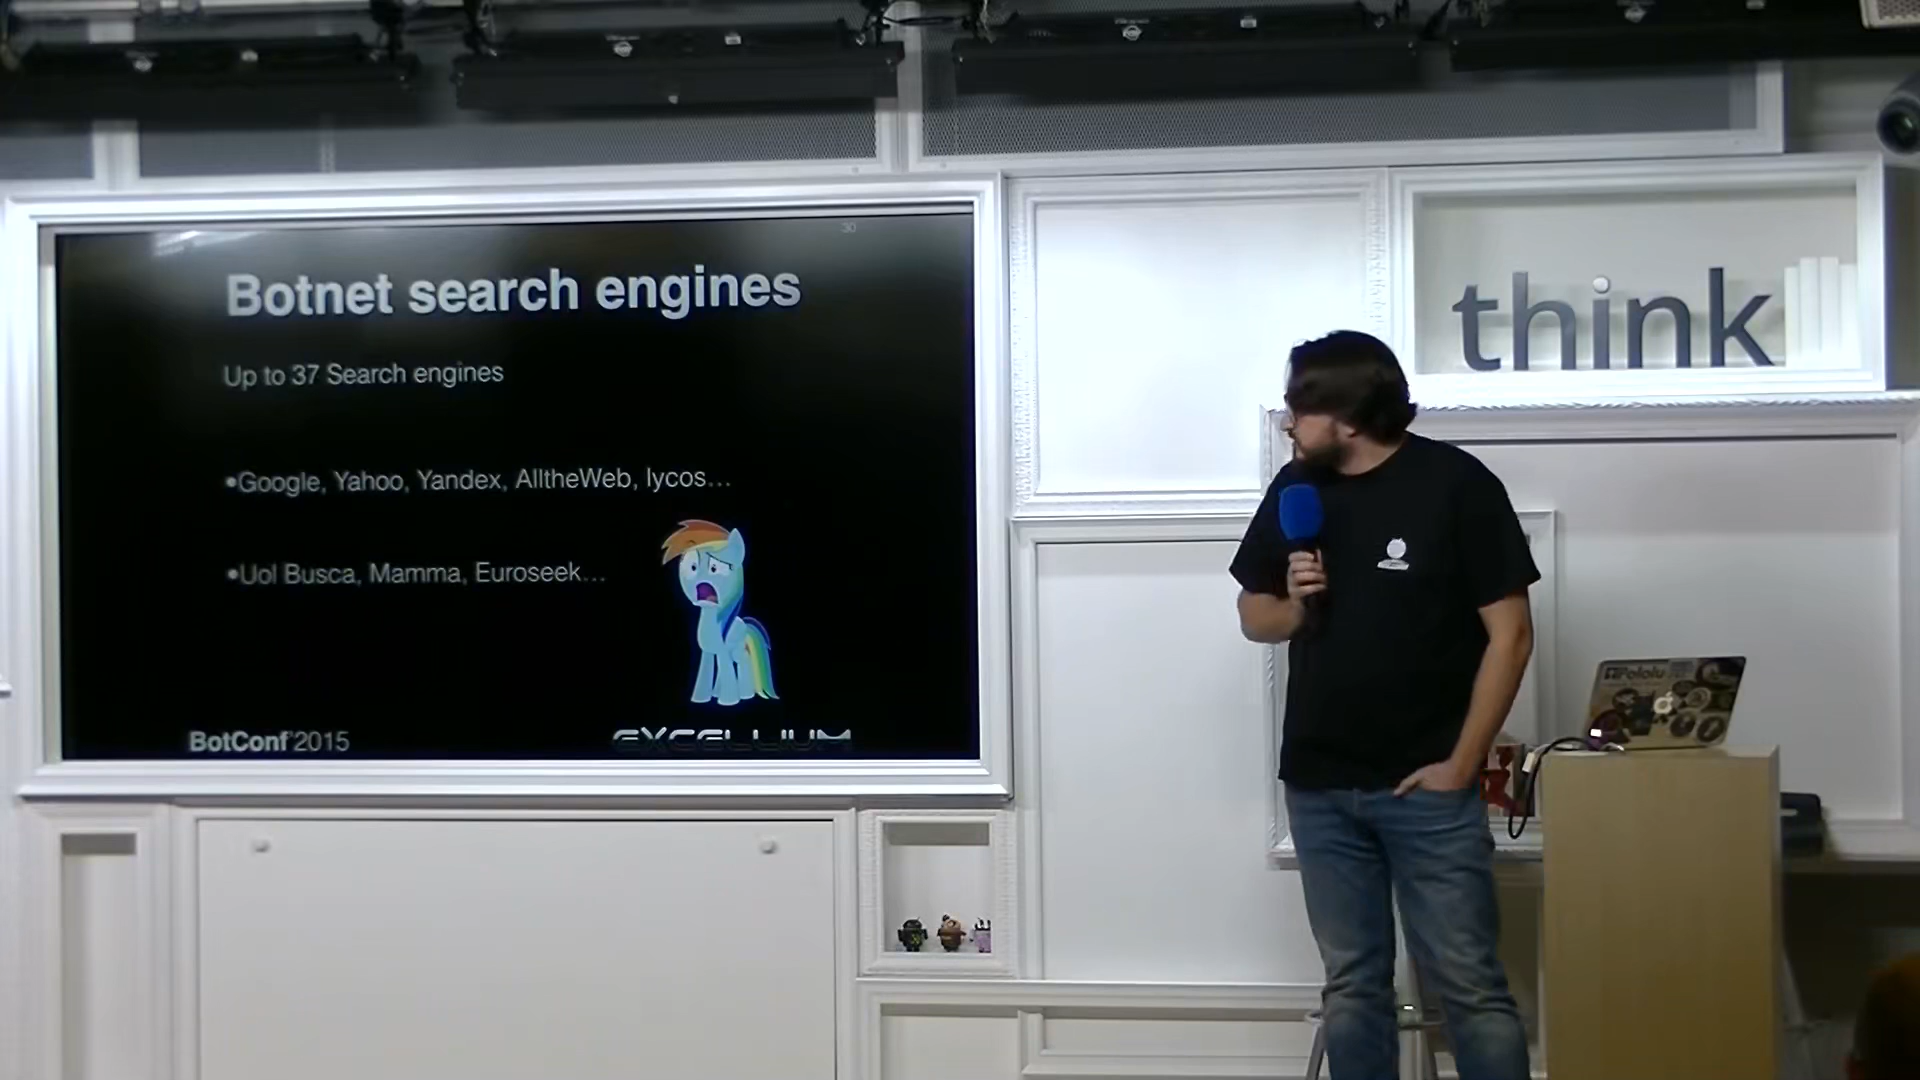 30
Botnet search engines
Up to 37 Search engines
•Google, Yahoo, Yandex, AlltheWeb, lycos…
•Uol Busca, Mamma, Euroseek…
BotConf'2015
EXCELLIUM
think
Pololu